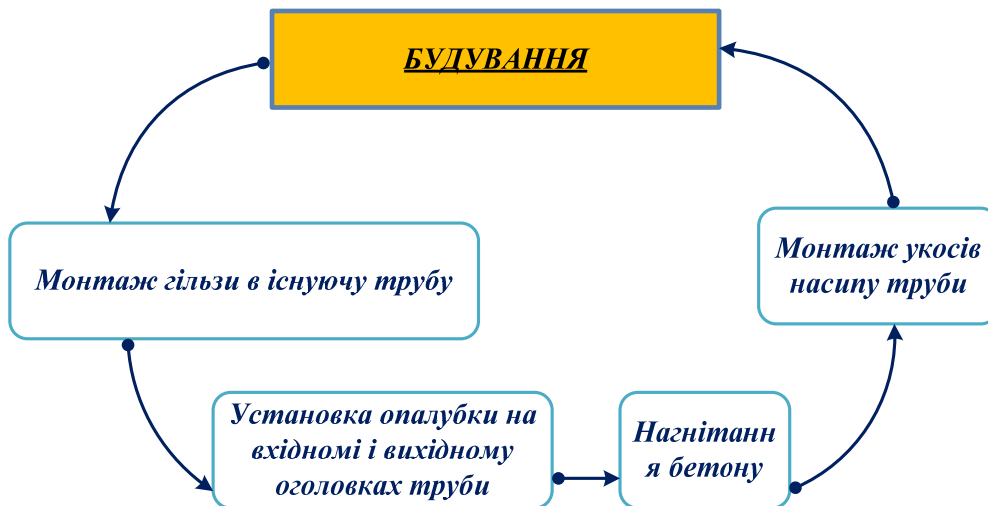 БУДУВАННЯ
Монтаж гільзи в існуючу трубу
Монтаж укосів
насипу труби
Установка опалубки на
вхідномі і вихідному
оголовках труби
Нагнітанн
я бетону